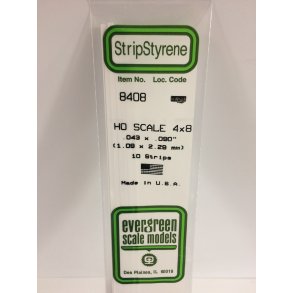 StripStyrene
Item No. Loc. Code
8408
HO SCALE 4x8
.043 x .090"
(1.09 x 2.29 mm)
10 Strips
Made in U.S.A.
evergreen
scale models
Des Plaines, IL 60018